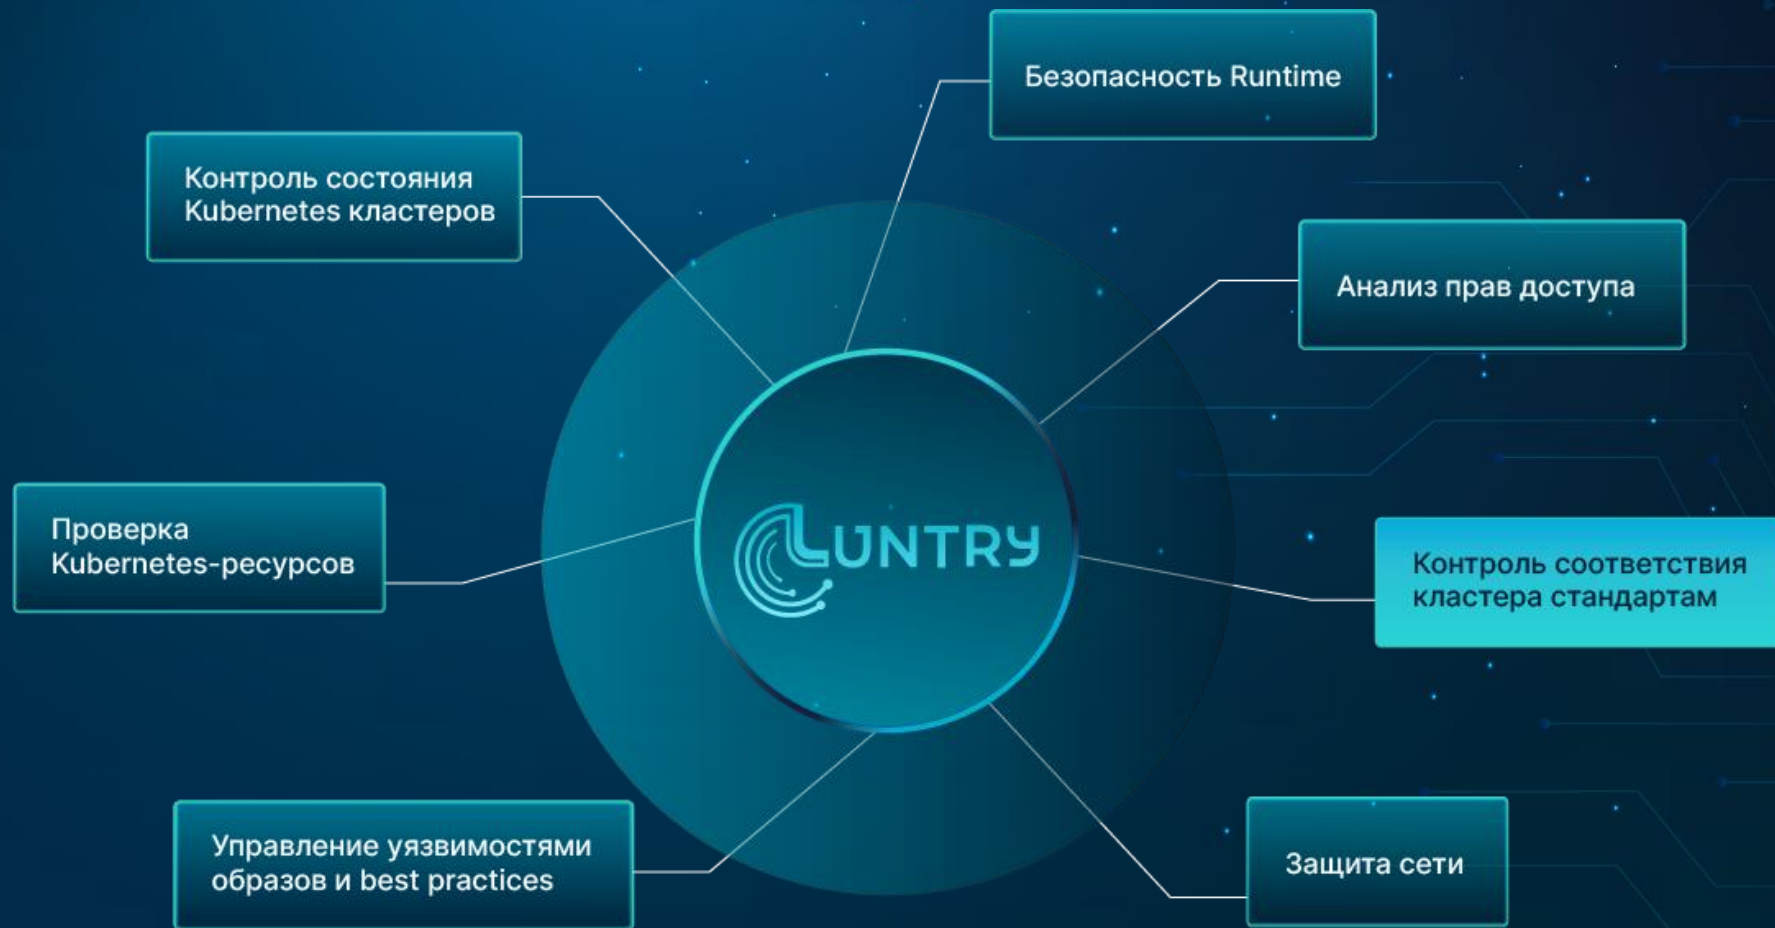 Безопасность Runtime
Контроль состояния
Kubernetes кластеров
Анализ прав доступа
Проверка
Kubernetes-ресурсов
LUNTRY
Контроль соответствия
кластера стандартам
Управление уязвимостями
образов и best practices
Защита сети